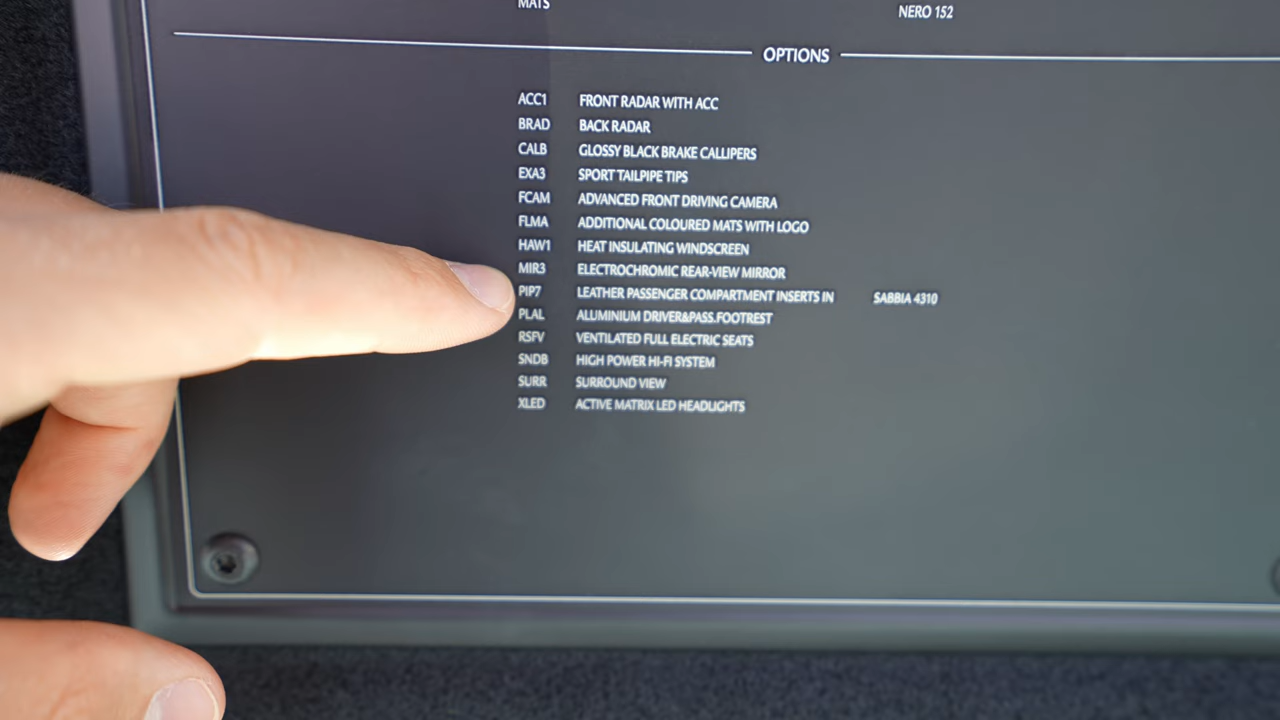 MATS
NERO 152
OPTIONS
ACC1 FRONT RADAR WITH ACC
BRAD BACK RADAR
CALB GLOSSY BLACK BRAKE CALLIPERS
EXA3 SPORT TAILPIPE TIPS
FCAM ADVANCED FRONT DRIVING CAMERA
FLMA ADDITIONAL COLOURED MATS WITH LOGO
HAW1 HEAT INSULATING WINDSCREEN
MIR3 ELECTROCHROMIC REAR-VIEW MIRROR
PIP7 LEATHER PASSENGER COMPARTMENT INSERTS IN SABBIA 4310
PLAL ALUMINIUM DRIVER&PASS.FOOTREST
RSFV VENTILATED FULL ELECTRIC SEATS
SNDB HIGH POWER HI-FI SYSTEM
SURR SURROUND VIEW
XLED ACTIVE MATRIX LED HEADLIGHTS